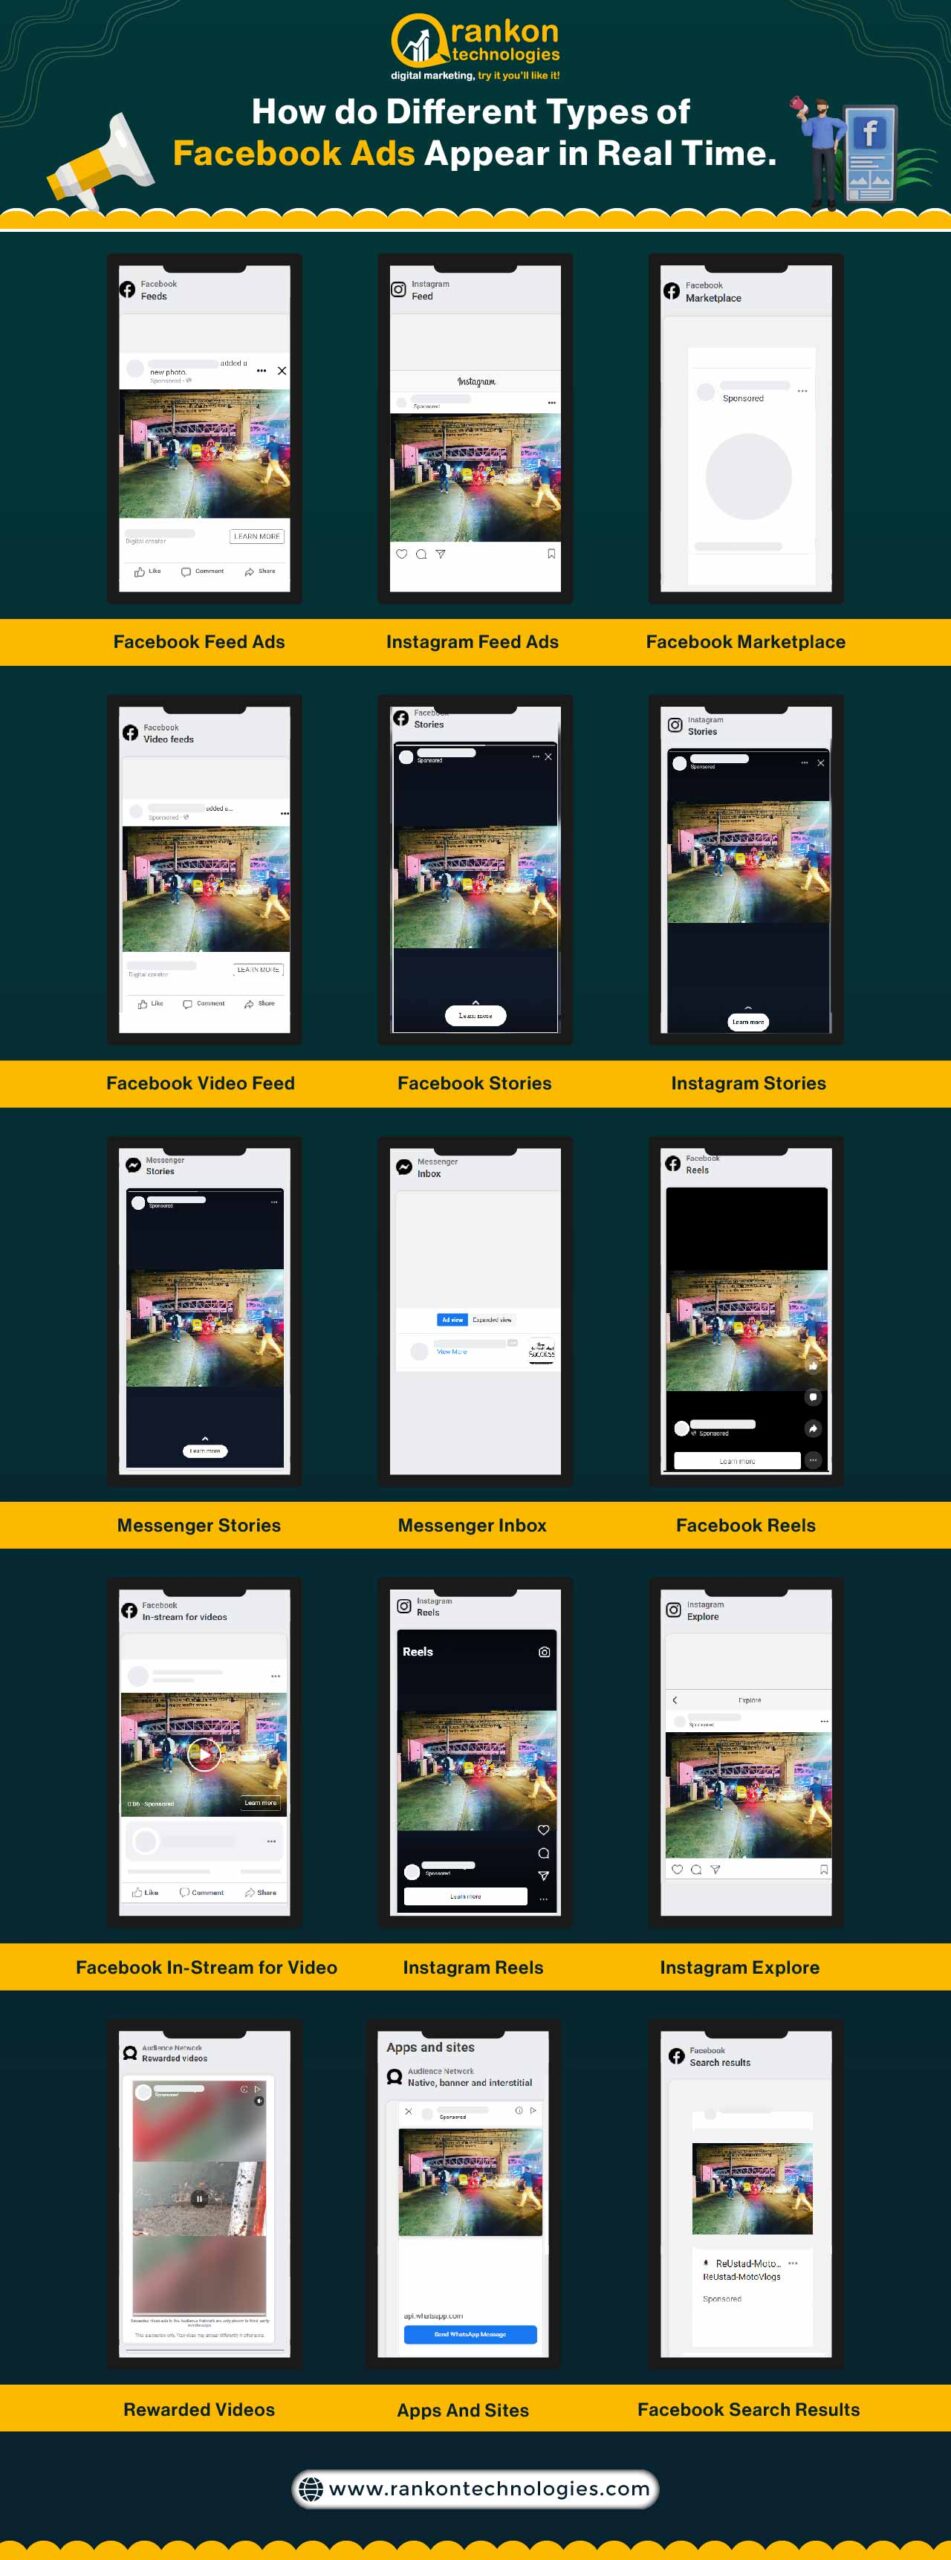 rankon
technologies
digital marketing, try it you'll like it!
How do Different Types of
Facebook Ads Appear in Real Time.
f
Facebook
Feeds
added a
new photo.
Sponsored
Digital creator
LEARN MORE
Like Comment Share
Instagram
Feed
Instagram
Sponsored
Facebook
Marketplace
Sponsored
Facebook Feed Ads
Instagram Feed Ads
Facebook Marketplace
Facebook
Video feeds
added a...
Sponsored
Digital creator
LEARN MORE
Like Comment Share
Facebook
Stories
Sponsored
Learn more
Instagram
Stories
Sponsored
Learn more
Facebook Video Feed
Facebook Stories
Instagram Stories
Messenger
Stories
Sponsored
Learn more
Messenger
Inbox
Ad view Expanded view
View More
SUCCESS
Facebook
Reels
Sponsored
Learn more
Messenger Stories
Messenger Inbox
Facebook Reels
Facebook
In-stream for videos
0:06 · Sponsored
Learn more
Like Comment Share
Instagram
Reels
Reels
Sponsored
Learn more
Instagram
Explore
Explore
Sponsored
Facebook In-Stream for Video
Instagram Reels
Instagram Explore
Audience Network
Rewarded videos
Sponsored
Apps and sites
Audience Network
Native, banner and interstitial
Sponsored
api.whatsapp.com
Send WhatsApp Message
Facebook
Search results
ReUstad-Moto...
ReUstad-MotoVlogs
Sponsored
Rewarded Videos
Apps And Sites
Facebook Search Results
www.rankontechnologies.com